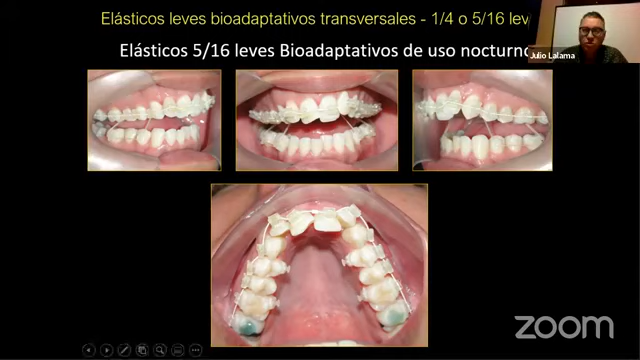 Elásticos leves bioadaptativos transversales - 1/4 o 5/16 lev
Elásticos 5/16 leves Bioadaptativos de uso nocturno
Julio Lalama
zoom